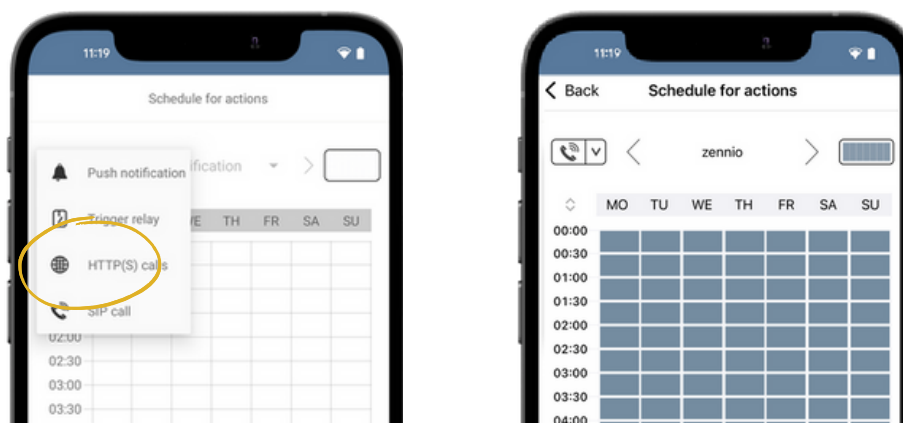 11:19
Schedule for actions
Push notification
ification
Trigger relay
WE TH FR SA SU
HTTP(S) calls
SIP call
02:00
02:30
03:00
03:30
11:19
Back Schedule for actions
zennio
MO TU WE TH FR SA SU
00:00
00:30
01:00
01:30
02:00
02:30
03:00
03:30
04:00